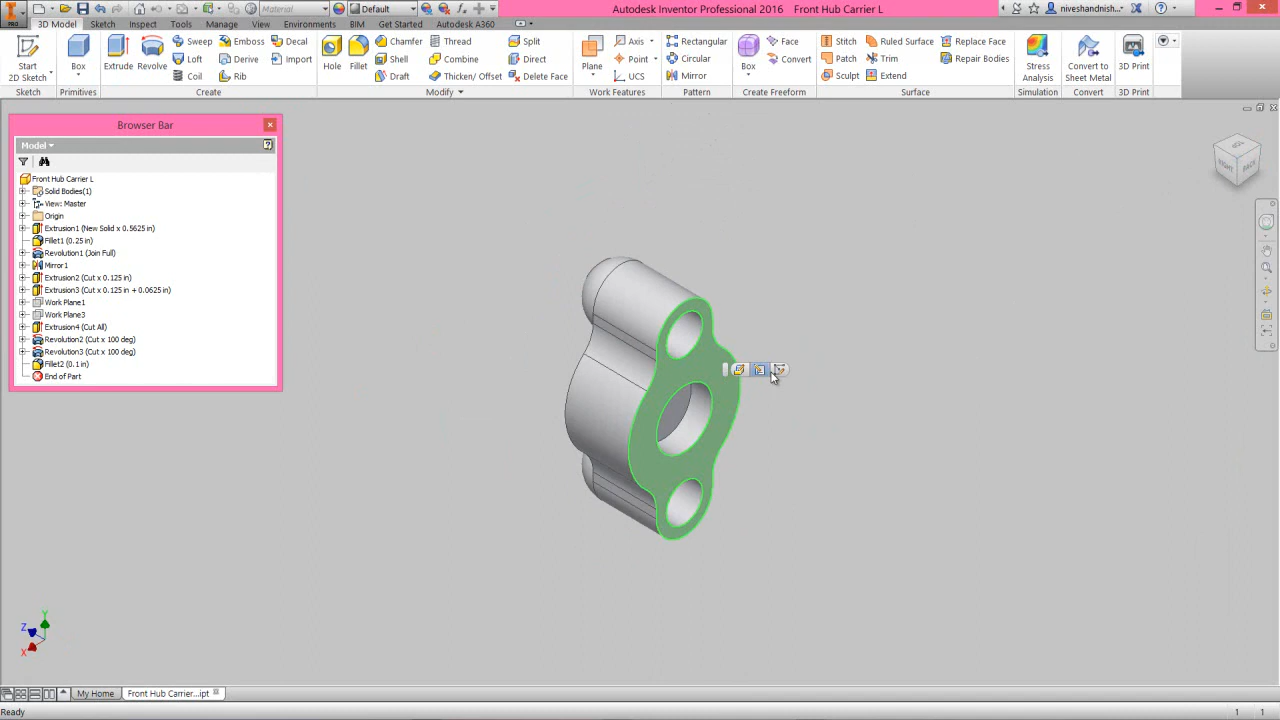 Material
Default
Autodesk Inventor Professional 2016   Front Hub Carrier L
niveshandnish...
PRO
3D Model
Sketch
Inspect
Tools
Manage
View
Environments
BIM
Get Started
Autodesk A360
Start
2D Sketch
Box
Extrude
Revolve
Sweep
Emboss
Decal
Loft
Derive
Import
Coil
Rib
Hole
Fillet
Chamfer
Thread
Split
Shell
Combine
Direct
Draft
Thicken/ Offset
Delete Face
Plane
Axis
Point
UCS
Rectangular
Circular
Mirror
Box
Face
Convert
Stitch
Ruled Surface
Replace Face
Patch
Trim
Repair Bodies
Sculpt
Extend
Stress
Analysis
Convert to
Sheet Metal
3D Print
Sketch
Primitives
Create
Modify
Work Features
Pattern
Create Freeform
Surface
Simulation
Convert
3D Print
Browser Bar
Model
Front Hub Carrier L
Solid Bodies(1)
View: Master
Origin
Extrusion1 (New Solid x 0.5625 in)
Fillet1 (0.25 in)
Revolution1 (Join Full)
Mirror1
Extrusion2 (Cut x 0.125 in)
Extrusion3 (Cut x 0.125 in + 0.0625 in)
Work Plane1
Work Plane3
Extrusion4 (Cut All)
Revolution2 (Cut x 100 deg)
Revolution3 (Cut x 100 deg)
Fillet2 (0.1 in)
End of Part
RIGHT
BACK
Y
Z
X
My Home
Front Hub Carrier...ipt
Ready
1
1